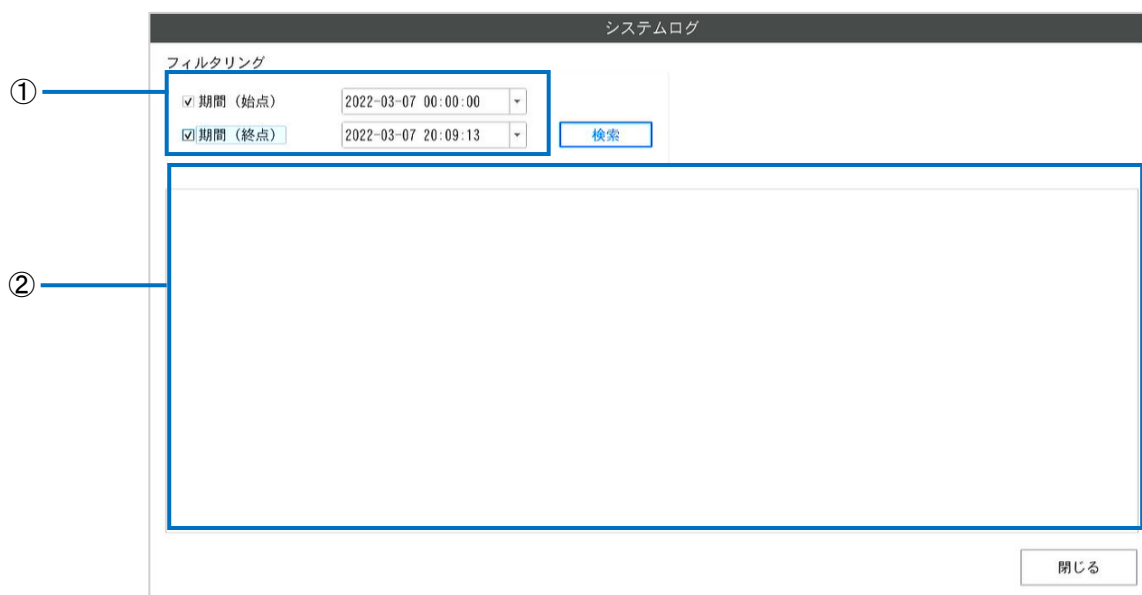 システムログ
フィルタリング
①
期間（始点）　2022-03-07 00:00:00
期間（終点）　2022-03-07 20:09:13　検索
②
閉じる